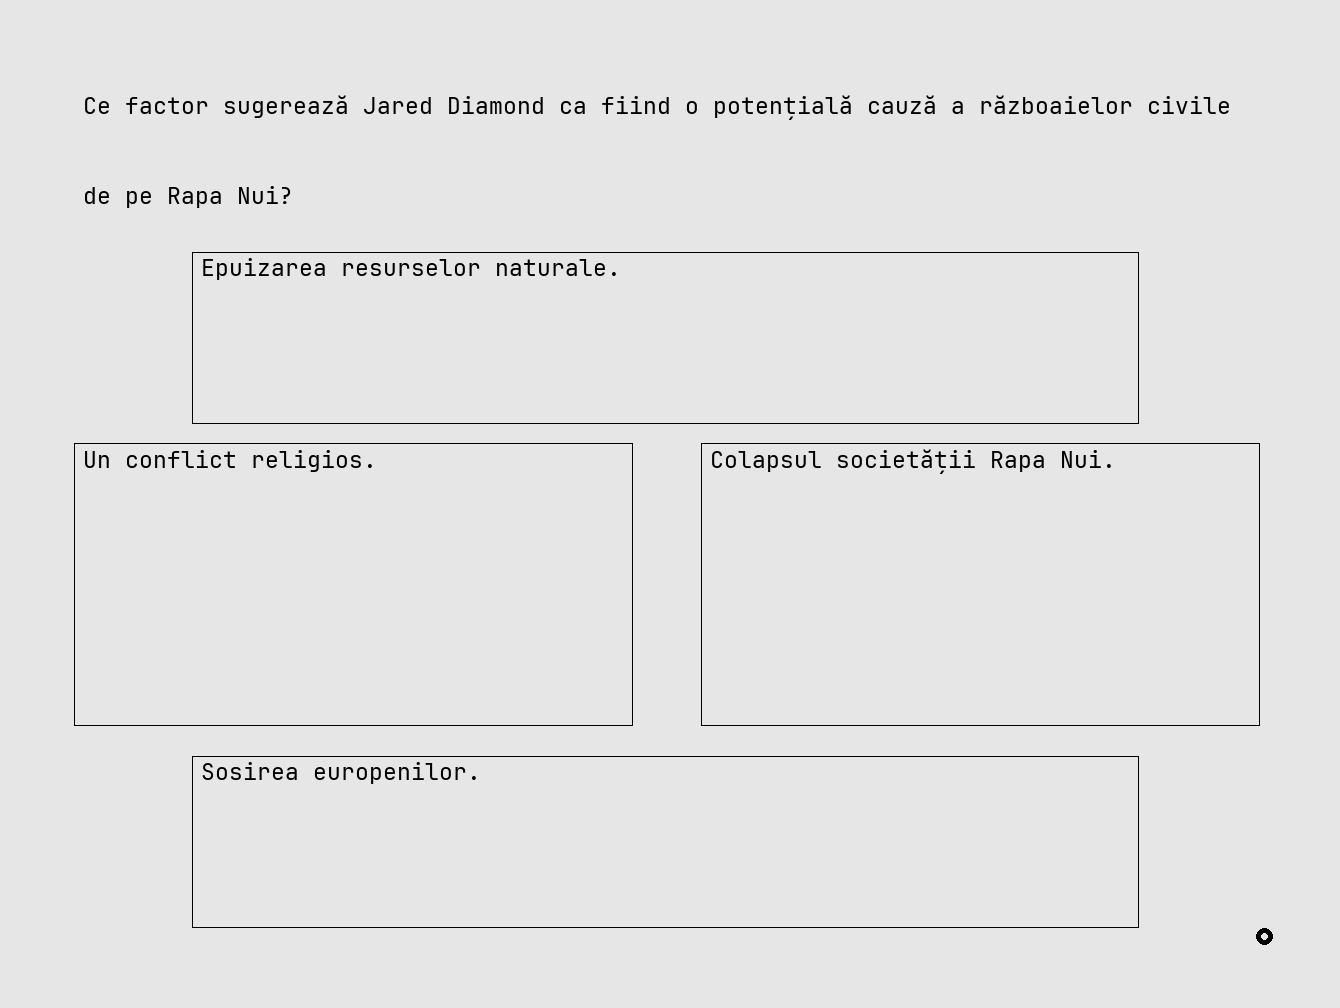 Ce factor sugerează Jared Diamond ca fiind o potențială cauză a războaielor civile
de pe Rapa Nui?
Epuizarea resurselor naturale.
Un conflict religios.
Colapsul societății Rapa Nui.
Sosirea europenilor.